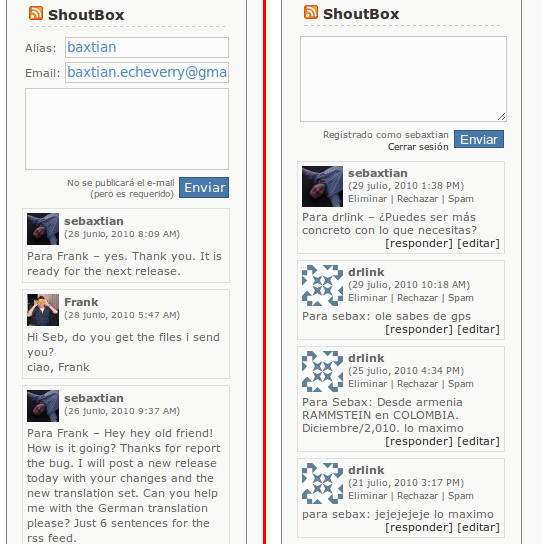 ShoutBox
Alias: baxtian
Email: baxtian.echeverry@gma
No se publicará el e-mail
(pero es requerido)
Enviar
sebaxtian
(28 junio, 2010 8:09 AM)
Para Frank – yes. Thank you. It is
ready for the next release.
Frank
(28 junio, 2010 5:47 AM)
Hi Seb, do you get the files i send
you?
ciao, Frank
sebaxtian
(26 junio, 2010 9:37 AM)
Para Frank – Hey hey old friend!
How is it going? Thanks for report
the bug. I will post a new release
today with your changes and the
new translation set. Can you help
me with the German translation
please? Just 6 sentences for the
rss feed.
ShoutBox
Registrado como sebaxtian
Cerrar sesión
Enviar
sebaxtian
(29 julio, 2010 1:38 PM)
Eliminar | Rechazar | Spam
Para drlink – ¿Puedes ser más
concreto con lo que necesitas?
[responder] [editar]
drlink
(29 julio, 2010 10:18 AM)
Eliminar | Rechazar | Spam
Para sebax: ole sabes de gps
[responder] [editar]
drlink
(25 julio, 2010 4:34 PM)
Eliminar | Rechazar | Spam
Para Sebax: Desde armenia
RAMMSTEIN en COLOMBIA.
Diciembre/2,010. lo maximo
[responder] [editar]
drlink
(21 julio, 2010 3:17 PM)
Eliminar | Rechazar | Spam
para sebax: jejejejeje lo maximo
[responder] [editar]